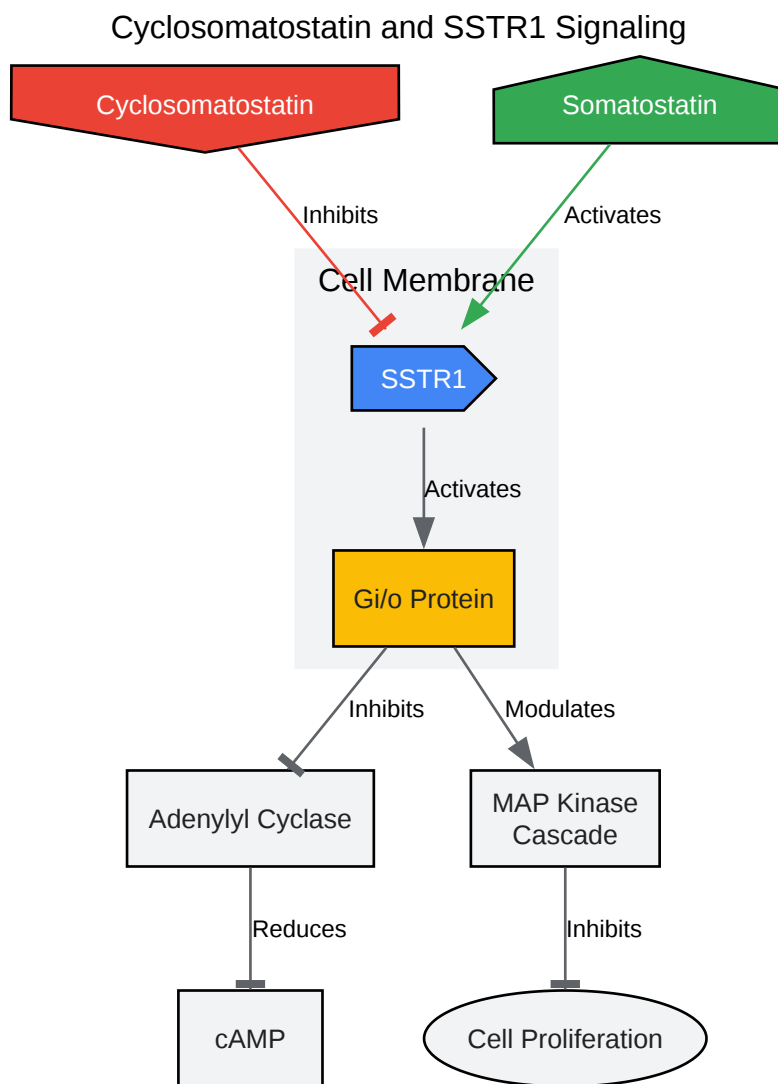 Cyclosomatostatin and SSTR1 Signaling
Cyclosomatostatin
Somatostatin
Inhibits
Activates
Cell Membrane
SSTR1
Activates
Gi/o Protein
Inhibits
Modulates
Adenylyl Cyclase
MAP Kinase
Cascade
Reduces
Inhibits
cAMP
Cell Proliferation